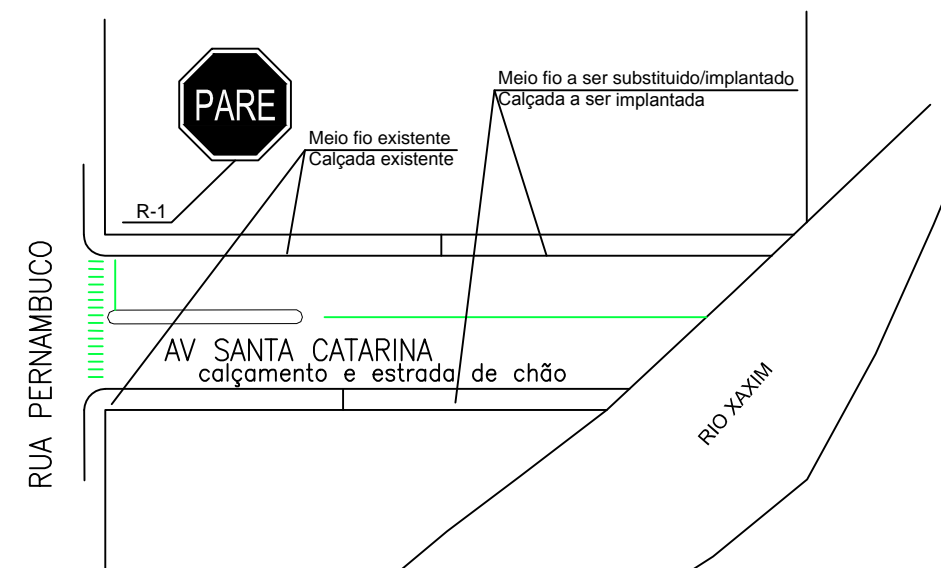 PARE
Meio fio a ser substituido/implantado
Calçada a ser implantada
Meio fio existente
Calçada existente
R-1
RUA PERNAMBUCO
AV SANTA CATARINA
calçamento e estrada de chão
RIO XAXIM